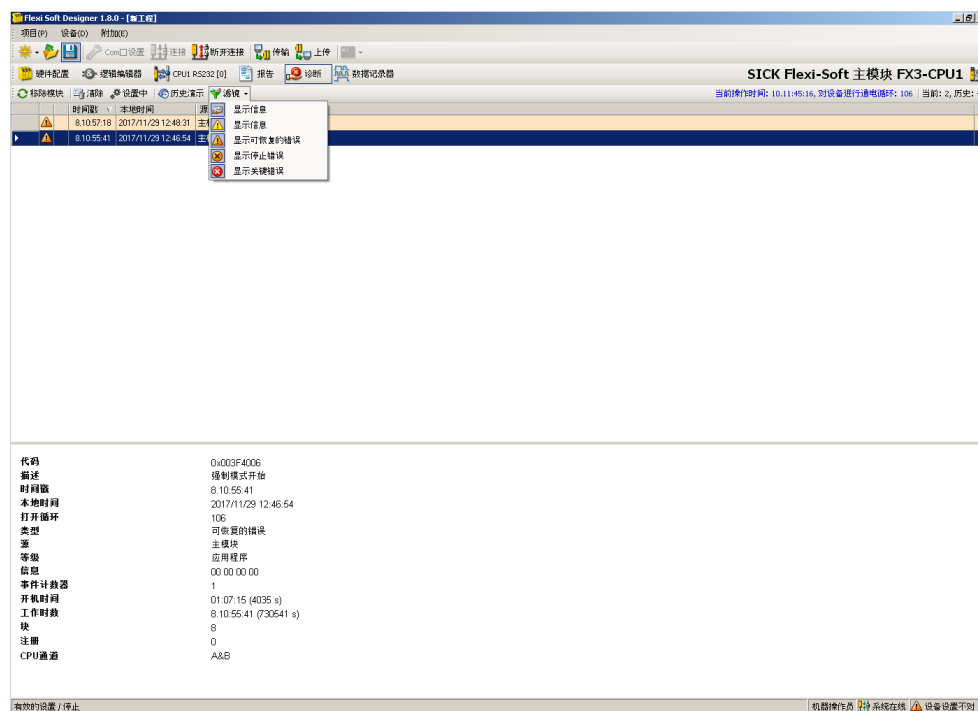 Flexi Soft Designer 1.8.0 - [新工程]
项目(P) 设备(D) 附加(E)
Com口设置 连接 断开连接 传输 上传
硬件配置 逻辑编辑器 CPU1 RS232 [0] 报告 诊断 数据记录器 SICK Flexi-Soft 主模块 FX3-CPU1
移除模块 清除 设置中 历史演示 滤镜 当前操作时间: 10.11:45:16, 对设备进行通电循环: 106 当前: 2, 历史:
时间戳 本地时间 源
8.10:57:18 2017/11/29 12:48:31 主
8.10:55:41 2017/11/29 12:46:54 主
显示信息
显示信息
显示可恢复的错误
显示停止错误
显示关键错误
代码 0x003F4006
描述 强制模式开始
时间戳 8.10:55:41
本地时间 2017/11/29 12:46:54
打开循环 106
类型 可恢复的错误
源 主模块
等级 应用程序
信息 00 00 00 00
事件计数器 1
开机时间 01:07:15 (4035 s)
工作时数 8.10:55:41 (730541 s)
块 8
注册 0
CPU通道 A&B
有效的设置 / 停止 机器操作员 系统在线 设备设置不对